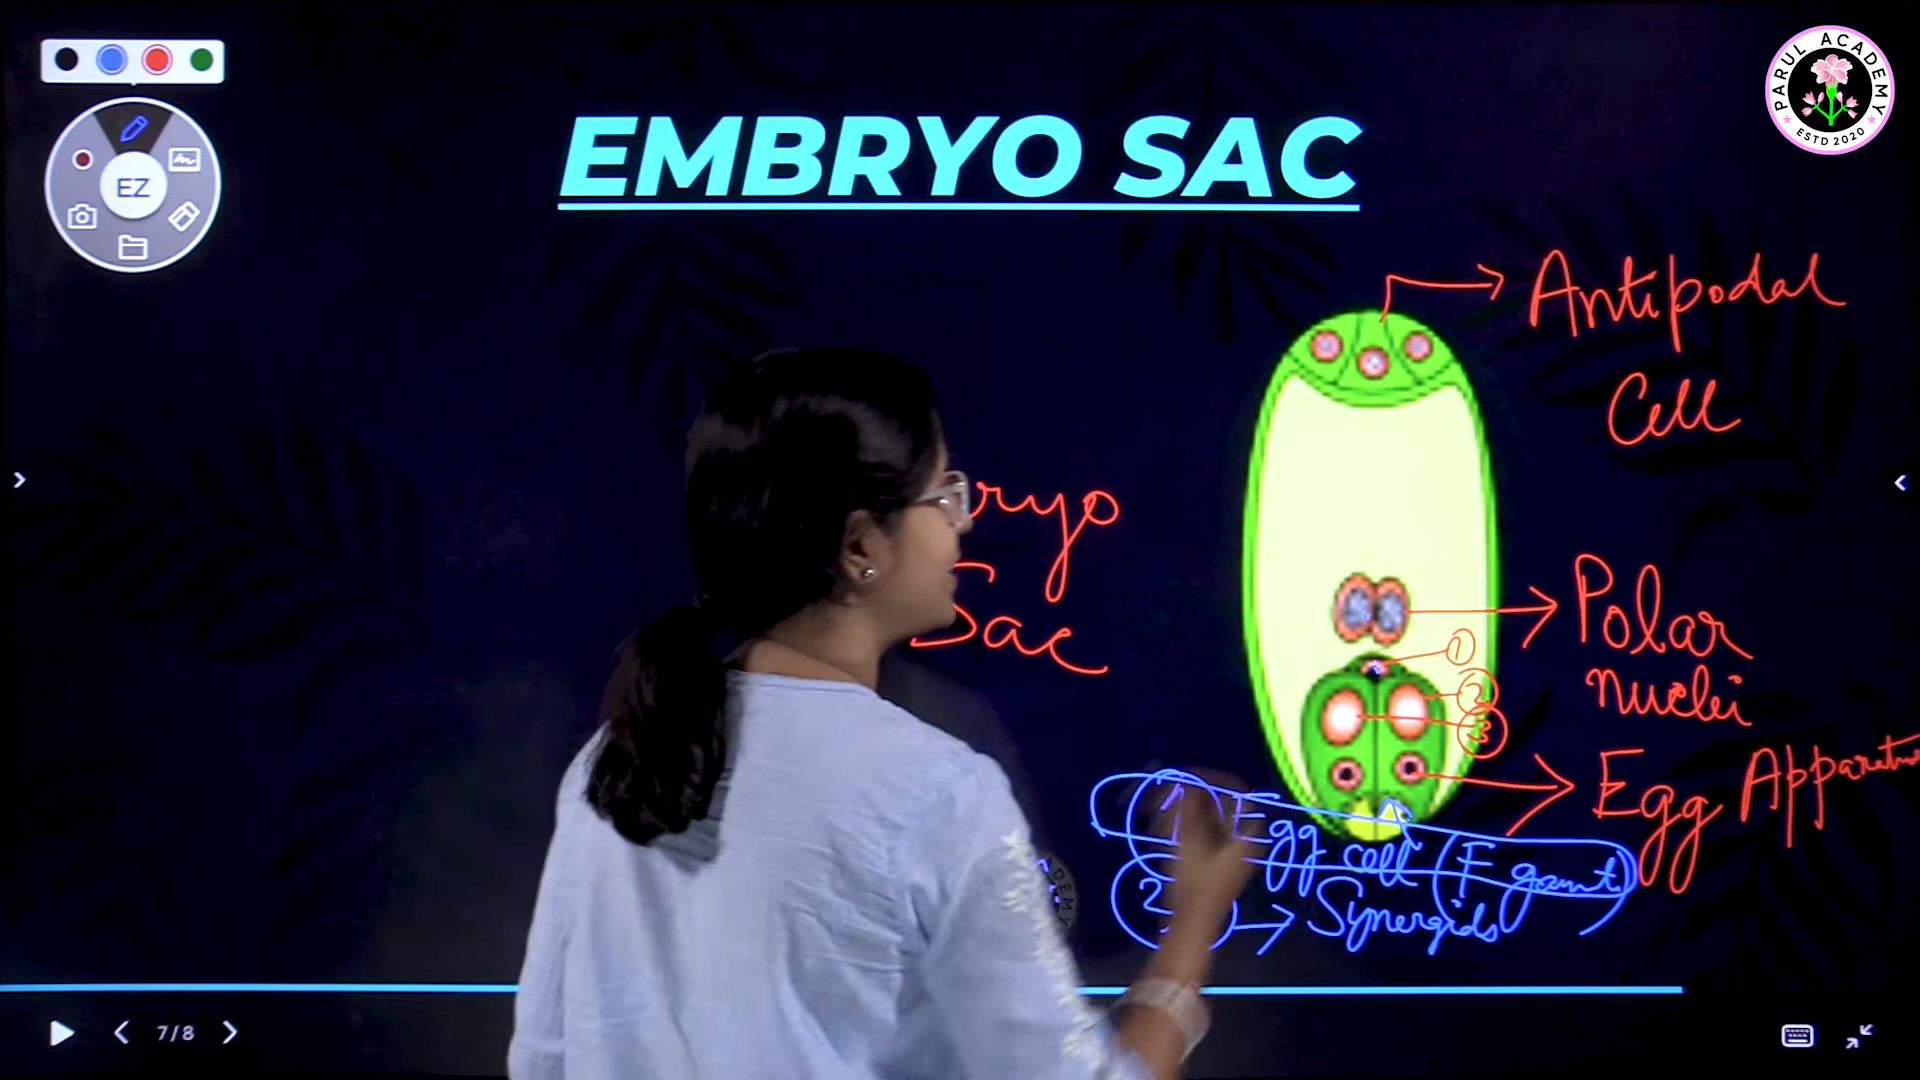 PARUL ACADEMY
ESTD 2020
EZ
EMBRYO SAC
Antipodal
Cell
ryo
Sac
Polar
nuclei
1
2
3
Egg Apparatus
1 Egg cell (F gamt.)
2 → Synergids
7/8